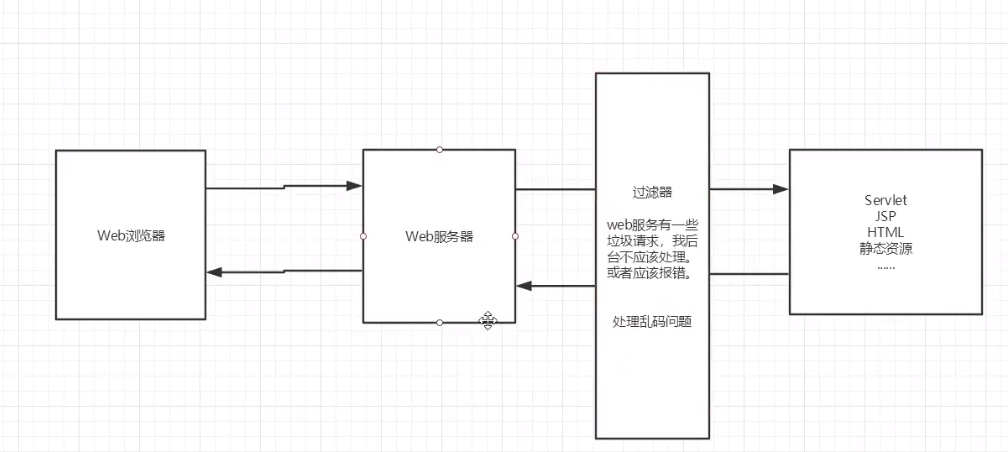 Web浏览器
Web服务器
过滤器
web服务有一些
垃圾请求，我后
台不应该处理。
或者应该报错。
处理乱码问题
Servlet
JSP
HTML
静态资源
......